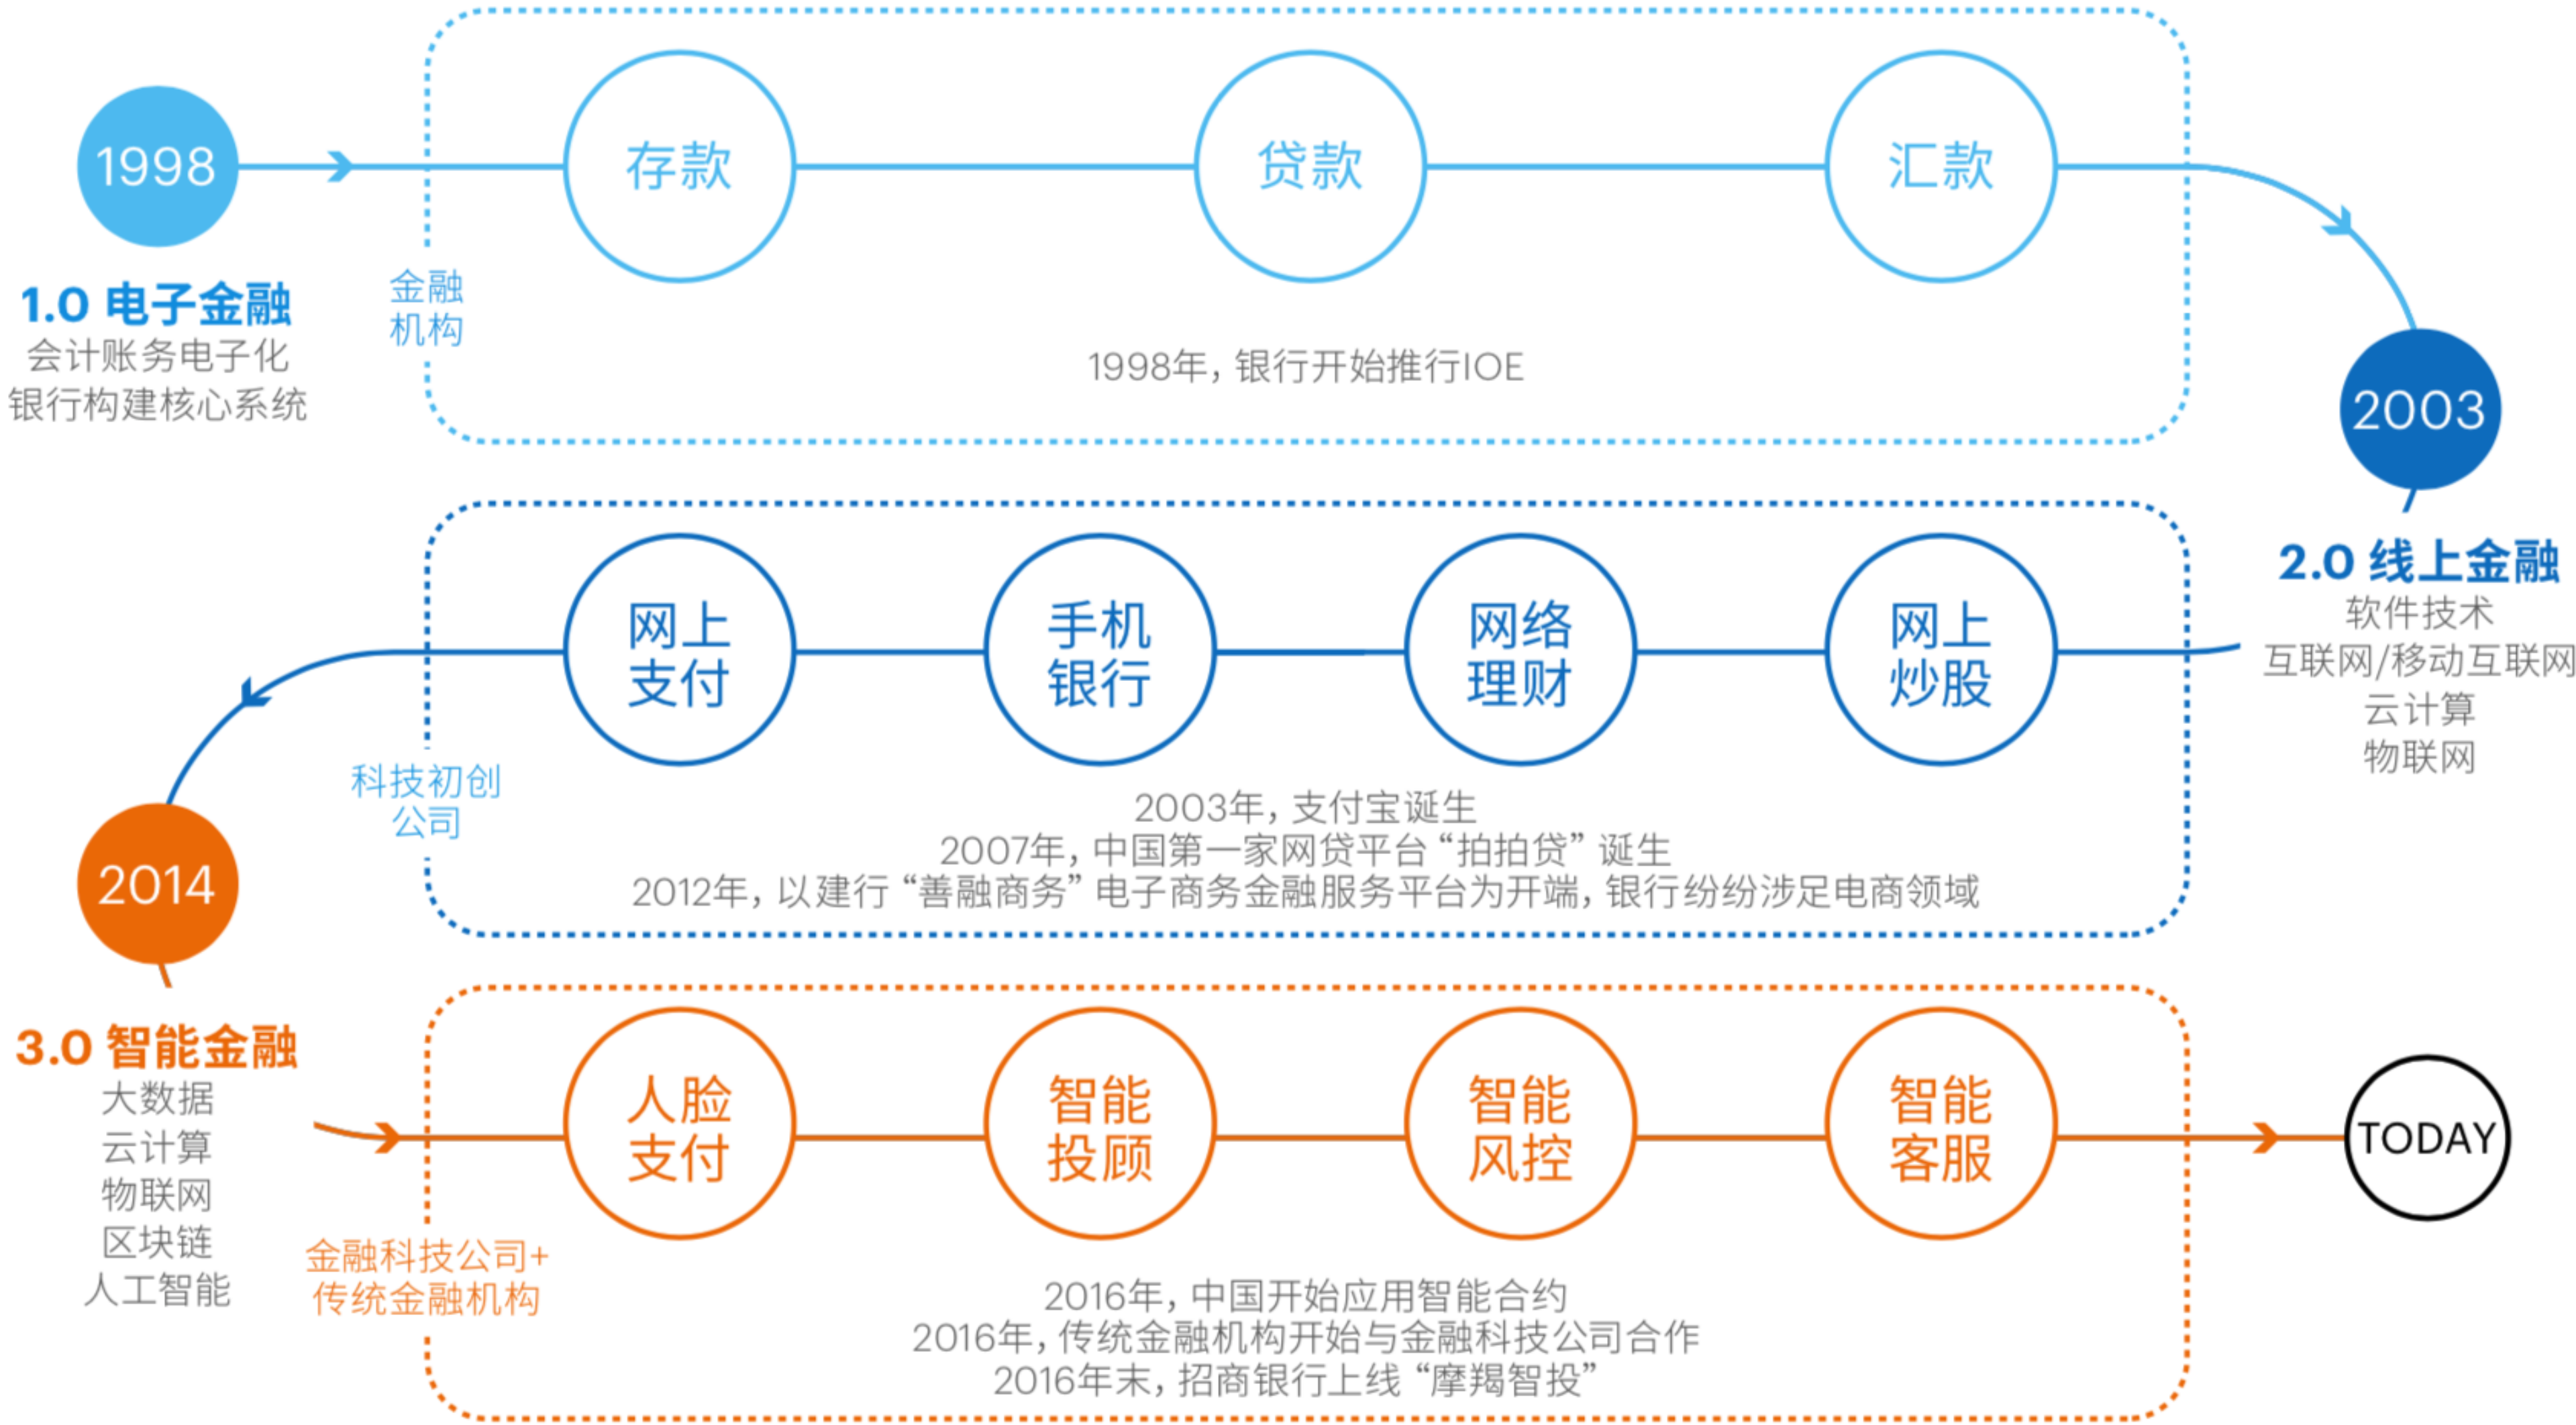 1998
存款
贷款
汇款
1.0 电子金融
会计账务电子化
银行构建核心系统
金融
机构
1998年，银行开始推行IOE
2003
2.0 线上金融
软件技术
互联网/移动互联网
云计算
物联网
网上
支付
手机
银行
网络
理财
网上
炒股
科技初创
公司
2003年，支付宝诞生
2007年，中国第一家网贷平台“拍拍贷”诞生
2012年，以建行“善融商务”电子商务金融服务平台为开端，银行纷纷涉足电商领域
2014
3.0 智能金融
大数据
云计算
物联网
区块链
人工智能
人脸
支付
智能
投顾
智能
风控
智能
客服
TODAY
金融科技公司+
传统金融机构
2016年，中国开始应用智能合约
2016年，传统金融机构开始与金融科技公司合作
2016年末，招商银行上线“摩羯智投”